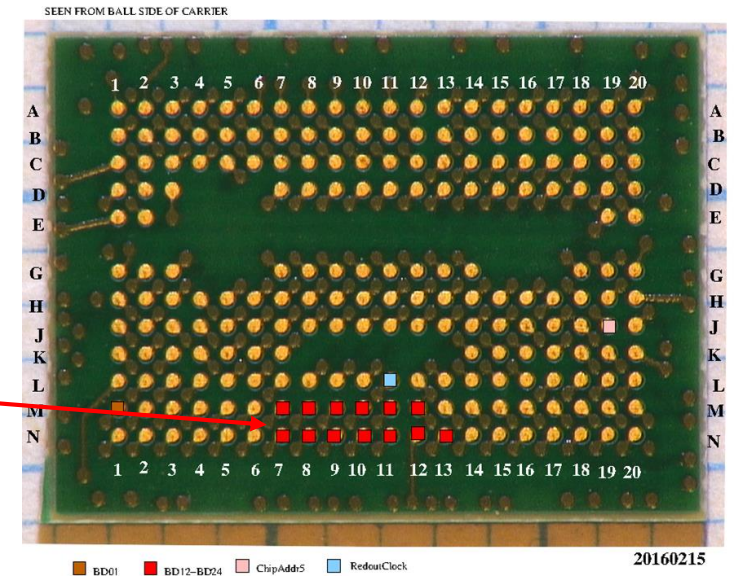 SEEN FROM BALL SIDE OF CARRIER
1 2 3 4 5 6 7 8 9 10 11 12 13 14 15 16 17 18 19 20
A A
B B
C C
D D
E E
G G
H H
J J
K K
L L
M M
N N
1 2 3 4 5 6 7 8 9 10 11 12 13 14 15 16 17 18 19 20
20160215
BD01 BD12-BD24 ChipAddr5 RedoutClock